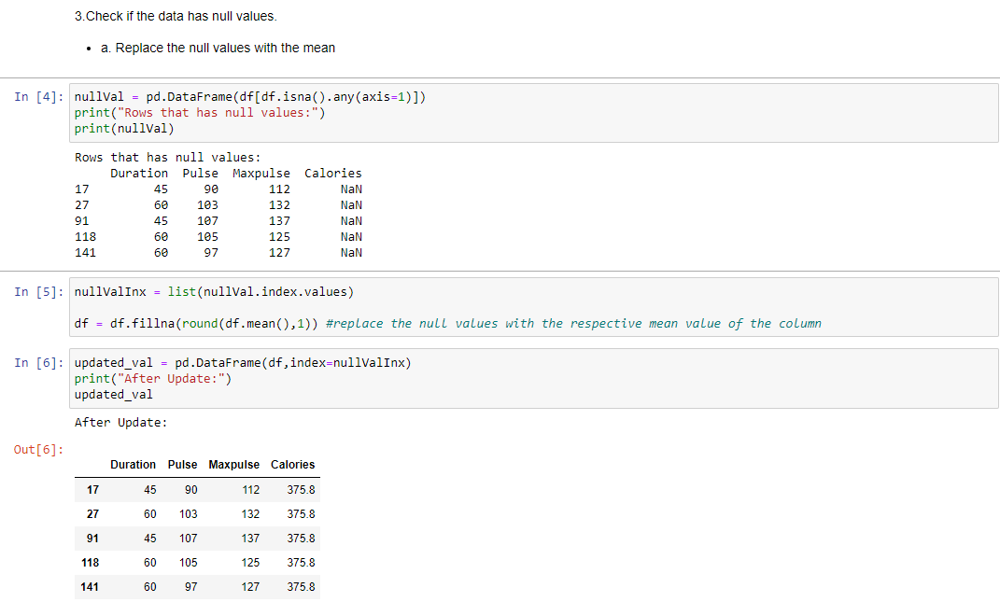 3.Check if the data has null values.
• a. Replace the null values with the mean
In [4]: nullVal = pd.DataFrame(df[df.isna().any(axis=1)])
print("Rows that has null values:")
print(nullVal)
Rows that has null values:
Duration Pulse Maxpulse Calories
17 45 90 112 NaN
27 60 103 132 NaN
91 45 107 137 NaN
118 60 105 125 NaN
141 60 97 127 NaN
In [5]: nullValInx = list(nullVal.index.values)
df = df.fillna(round(df.mean(),1)) #replace the null values with the respective mean value of the column
In [6]: updated_val = pd.DataFrame(df,index=nullValInx)
print("After Update:")
updated_val
After Update:
Out[6]:
Duration Pulse Maxpulse Calories
17 45 90 112 375.8
27 60 103 132 375.8
91 45 107 137 375.8
118 60 105 125 375.8
141 60 97 127 375.8